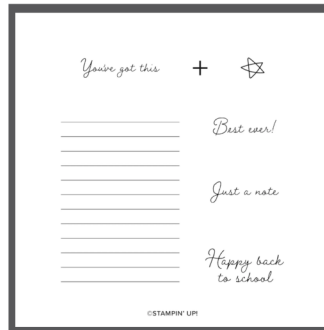 You've got this +
Best ever!
Just a note
Happy back
to school
©STAMPIN' UP!